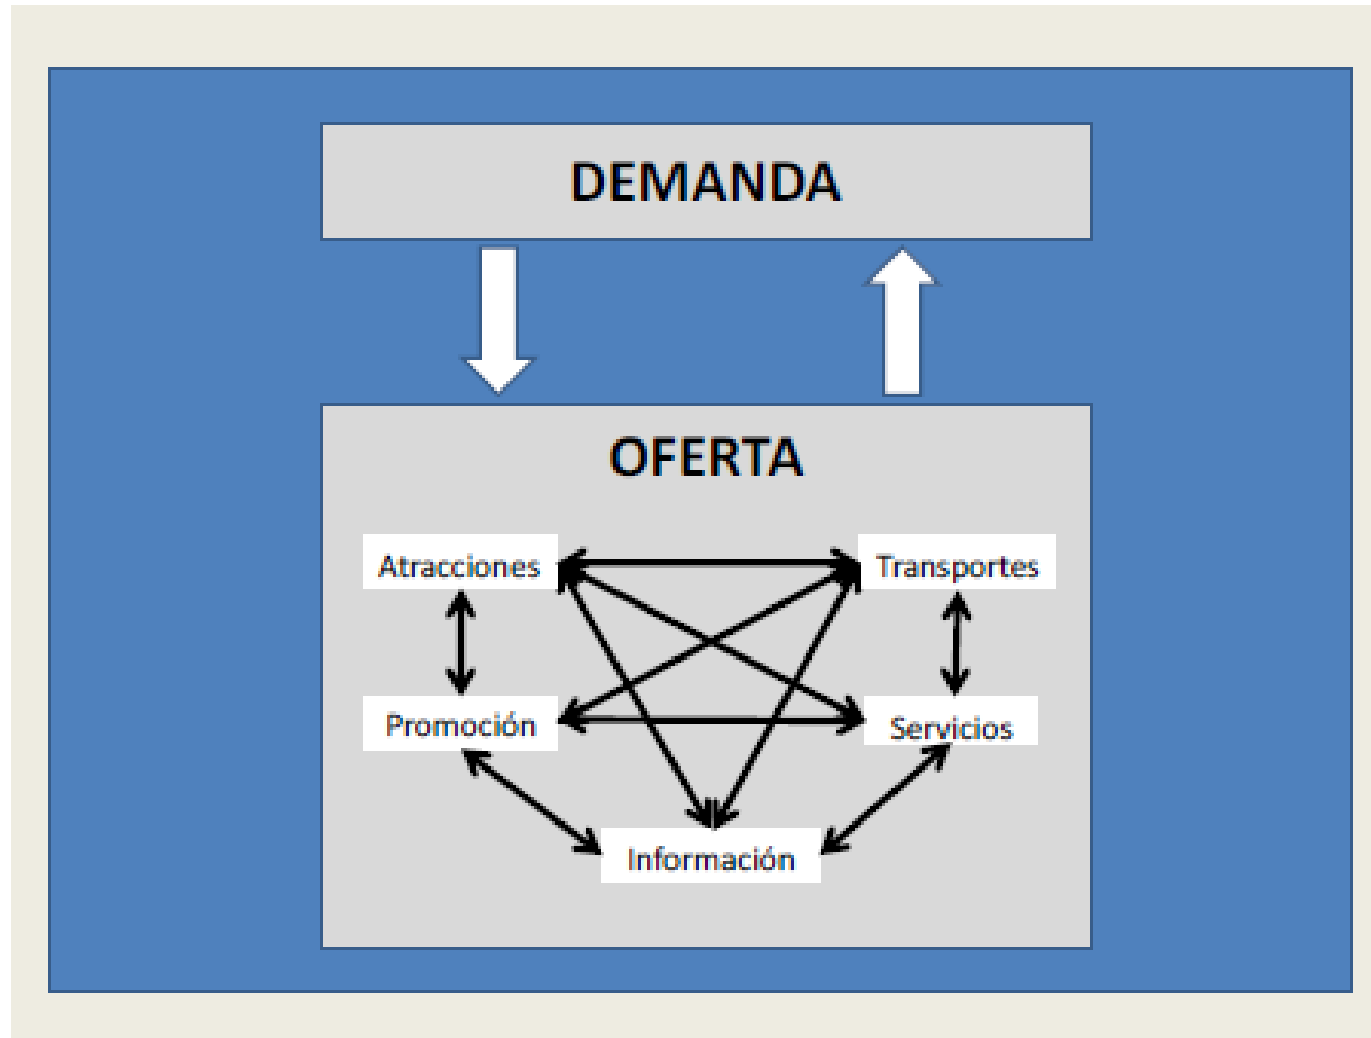 DEMANDA
OFERTA
Atracciones
Transportes
Promoción
Servicios
Información